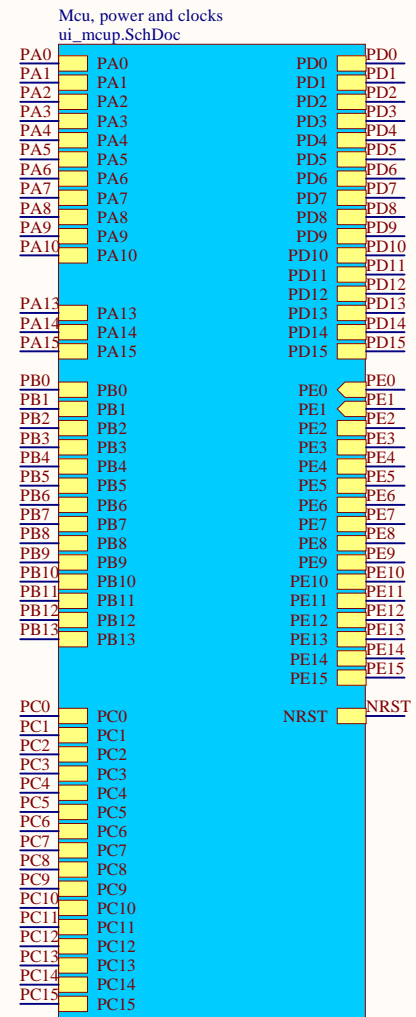 Mcu, power and clocks
ui_mcup.SchDoc
PA0 PA0 PD0 PD0
PA1 PA1 PD1 PD1
PA2 PA2 PD2 PD2
PA3 PA3 PD3 PD3
PA4 PA4 PD4 PD4
PA5 PA5 PD5 PD5
PA6 PA6 PD6 PD6
PA7 PA7 PD7 PD7
PA8 PA8 PD8 PD8
PA9 PA9 PD9 PD9
PA10 PA10 PD10 PD10
PD11 PD11
PD12 PD12
PA13 PA13 PD13 PD13
PA14 PA14 PD14 PD14
PA15 PA15 PD15 PD15
PB0 PB0 PE0 PE0
PB1 PB1 PE1 PE1
PB2 PB2 PE2 PE2
PB3 PB3 PE3 PE3
PB4 PB4 PE4 PE4
PB5 PB5 PE5 PE5
PB6 PB6 PE6 PE6
PB7 PB7 PE7 PE7
PB8 PB8 PE8 PE8
PB9 PB9 PE9 PE9
PB10 PB10 PE10 PE10
PB11 PB11 PE11 PE11
PB12 PB12 PE12 PE12
PB13 PB13 PE13 PE13
PE14 PE14
PE15 PE15
PC0 PC0 NRST NRST
PC1 PC1
PC2 PC2
PC3 PC3
PC4 PC4
PC5 PC5
PC6 PC6
PC7 PC7
PC8 PC8
PC9 PC9
PC10 PC10
PC11 PC11
PC12 PC12
PC13 PC13
PC14 PC14
PC15 PC15